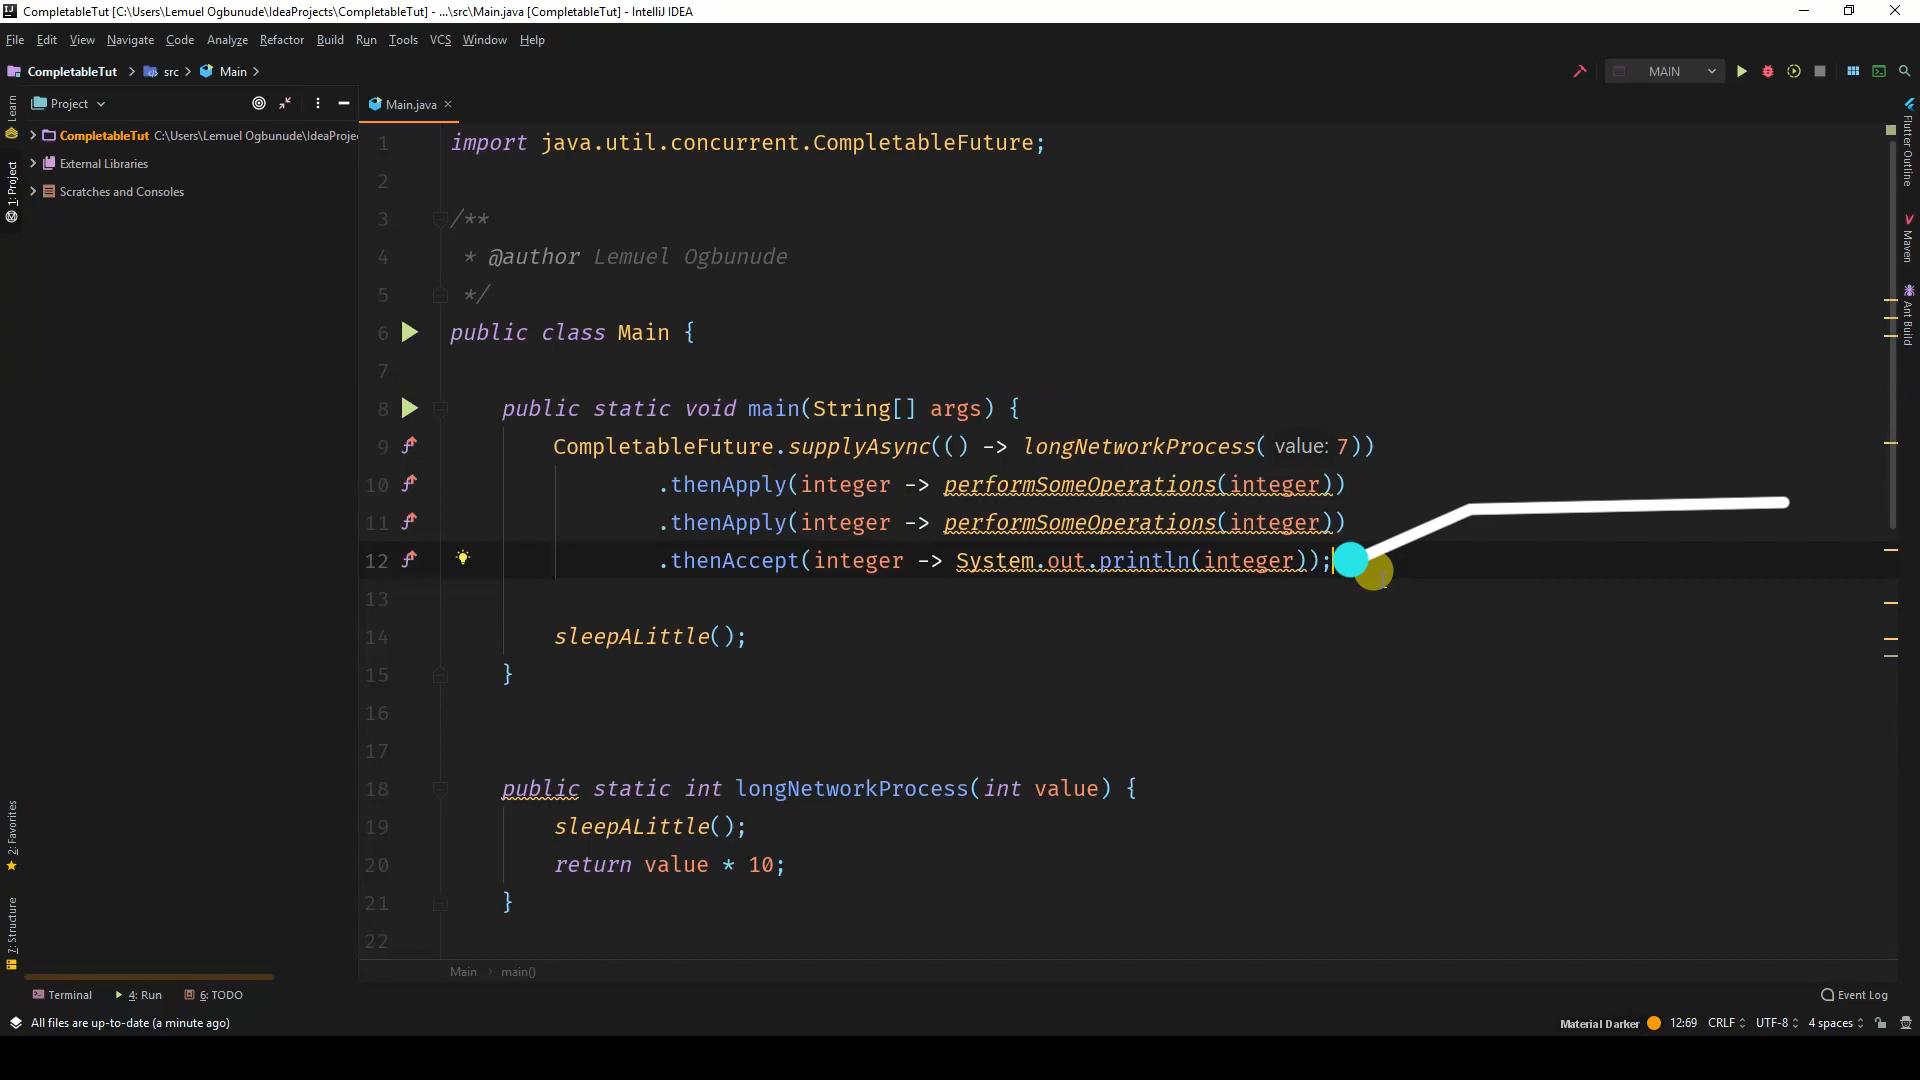 CompletableTut [C:\Users\Lemuel Ogbunude\IdeaProjects\CompletableTut] - ...\src\Main.java [CompletableTut] - IntelliJ IDEA
File Edit View Navigate Code Analyze Refactor Build Run Tools VCS Window Help
CompletableTut src Main
MAIN
Project
Main.java
CompletableTut C:\Users\Lemuel Ogbunude\IdeaProje
External Libraries
Scratches and Consoles
Learn
1: Project
2: Favorites
7: Structure
1 import java.util.concurrent.CompletableFuture;
2
3 /**
4 * @author Lemuel Ogbunude
5 */
6 public class Main {
7
8 public static void main(String[] args) {
9 CompletableFuture.supplyAsync(() -> longNetworkProcess( value: 7))
10 .thenApply(integer -> performSomeOperations(integer))
11 .thenApply(integer -> performSomeOperations(integer))
12 .thenAccept(integer -> System.out.println(integer));
13
14 sleepALittle();
15 }
16
17
18 public static int longNetworkProcess(int value) {
19 sleepALittle();
20 return value * 10;
21 }
22
Flutter Outline
Maven
Ant Build
Main main()
Terminal 4: Run 6: TODO
Event Log
All files are up-to-date (a minute ago)
Material Darker 12:69 CRLF UTF-8 4 spaces